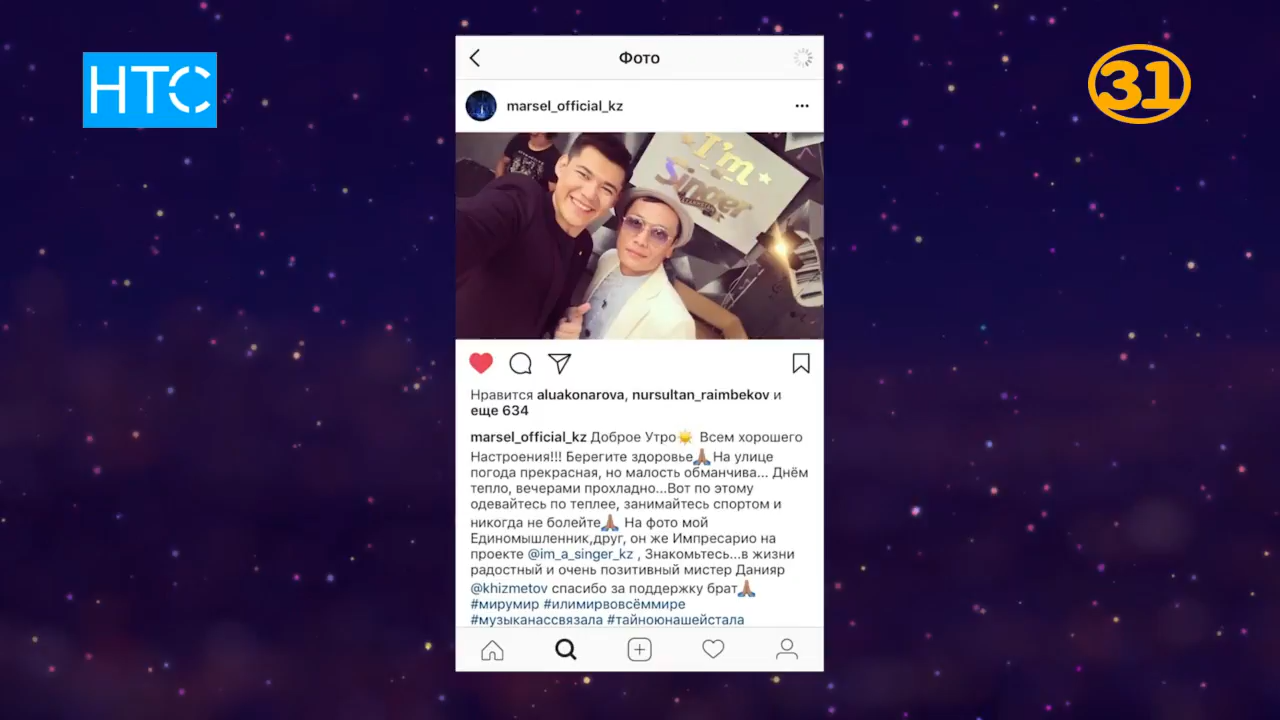 НТС
31
Фото
marsel_official_kz
I'm
Singer
Нравится aluakonarova, nursultan_raimbekov и
еще 634
marsel_official_kz Доброе Утро☀️ Всем хорошего
Настроения!!! Берегите здоровье🙏🏽На улице
погода прекрасная, но малость обманчива... Днём
тепло, вечерами прохладно...Вот по этому
одевайтесь по теплее, занимайтесь спортом и
никогда не болейте🙏🏽 На фото мой
Единомышленник,друг, он же Импресарио на
проекте @im_a_singer_kz , Знакомьтесь...в жизни
радостный и очень позитивный мистер Данияр
@khizmetov спасибо за поддержку брат🙏🏽
#мирумир #илимирвовсёммире
#музыканассвязала #тайноюнашейстала